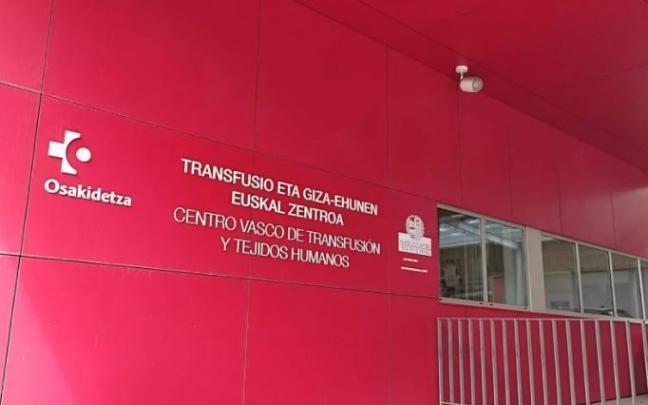 Osakidetza
TRANSFUSIO ETA GIZA-EHUNEN
EUSKAL ZENTROA
CENTRO VASCO DE TRANSFUSIÓN
Y TEJIDOS HUMANOS